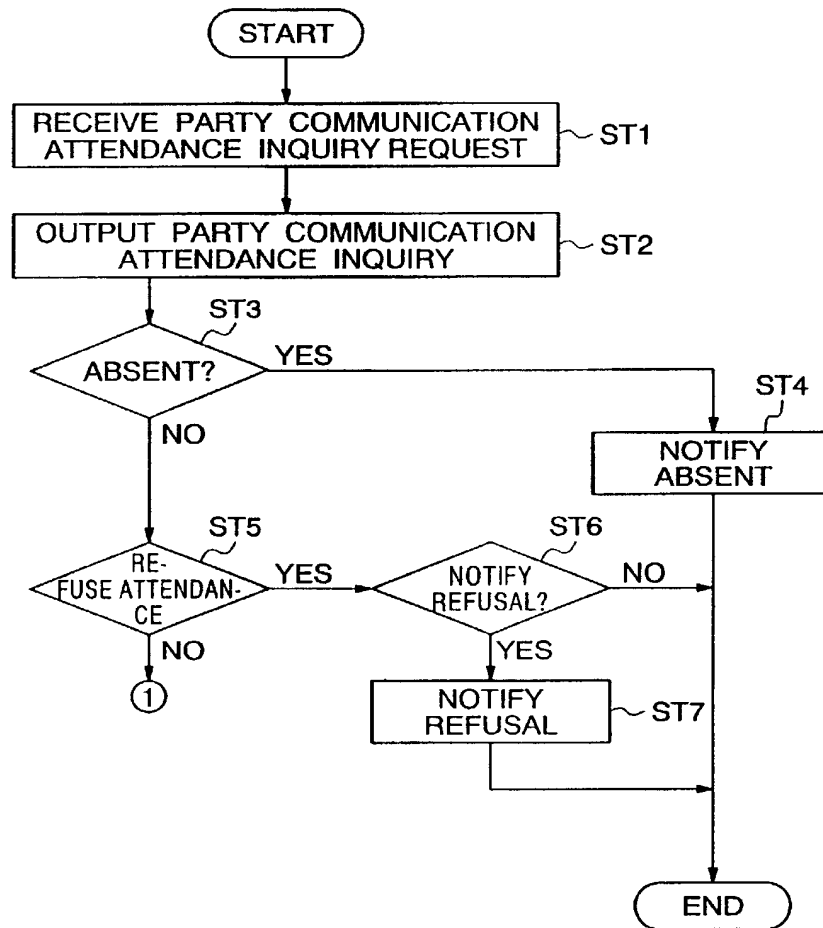 START
RECEIVE PARTY COMMUNICATION
ATTENDANCE INQUIRY REQUEST
ST1
OUTPUT PARTY COMMUNICATION
ATTENDANCE INQUIRY
ST2
ST3
ABSENT?
YES
NO
ST4
NOTIFY
ABSENT
ST5
RE-
FUSE ATTENDAN-
CE
YES
NO
1
ST6
NOTIFY
REFUSAL?
NO
YES
NOTIFY
REFUSAL
ST7
END